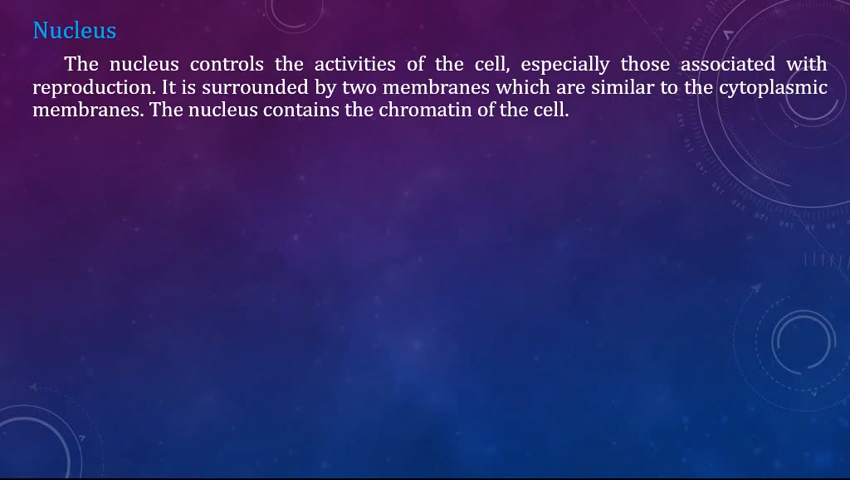 Nucleus
The nucleus controls the activities of the cell, especially those associated with
reproduction. It is surrounded by two membranes which are similar to the cytoplasmic
membranes. The nucleus contains the chromatin of the cell.